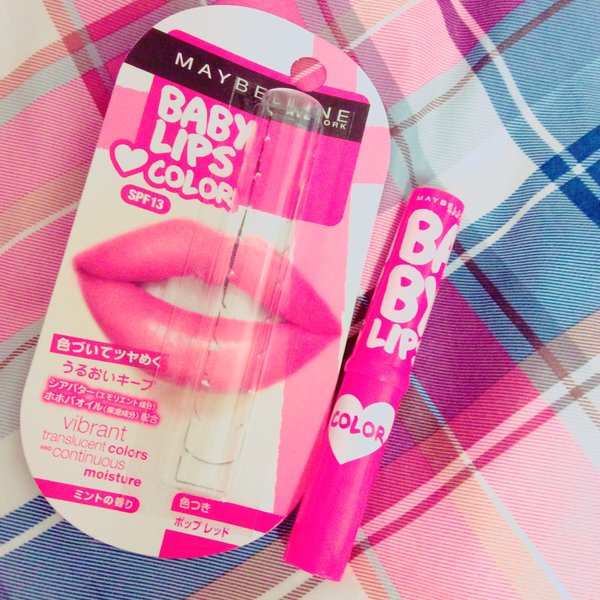 MAYBELLINE
NEW YORK
BABY
LIPS
COLOR
SPF13
色づいてツヤめく
うるおいキープ
シアバター(エモリエント成分)
ホホバオイル(保湿成分)配合
vibrant
translucent colors
AND continuous
moisture
ミントの香り
色つき
ポップ レッド
MAYBELL
BA
BY
LIPS
COLOR